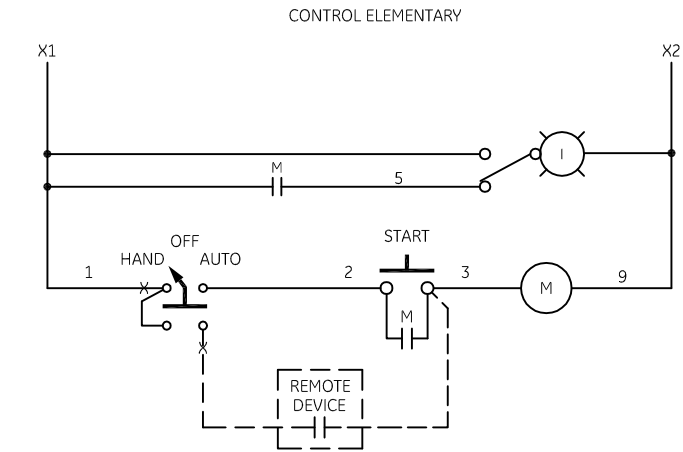 CONTROL ELEMENTARY
X1
X2
M
I
5
OFF
HAND
AUTO
START
1
2
3
9
X
M
M
X
REMOTE
DEVICE